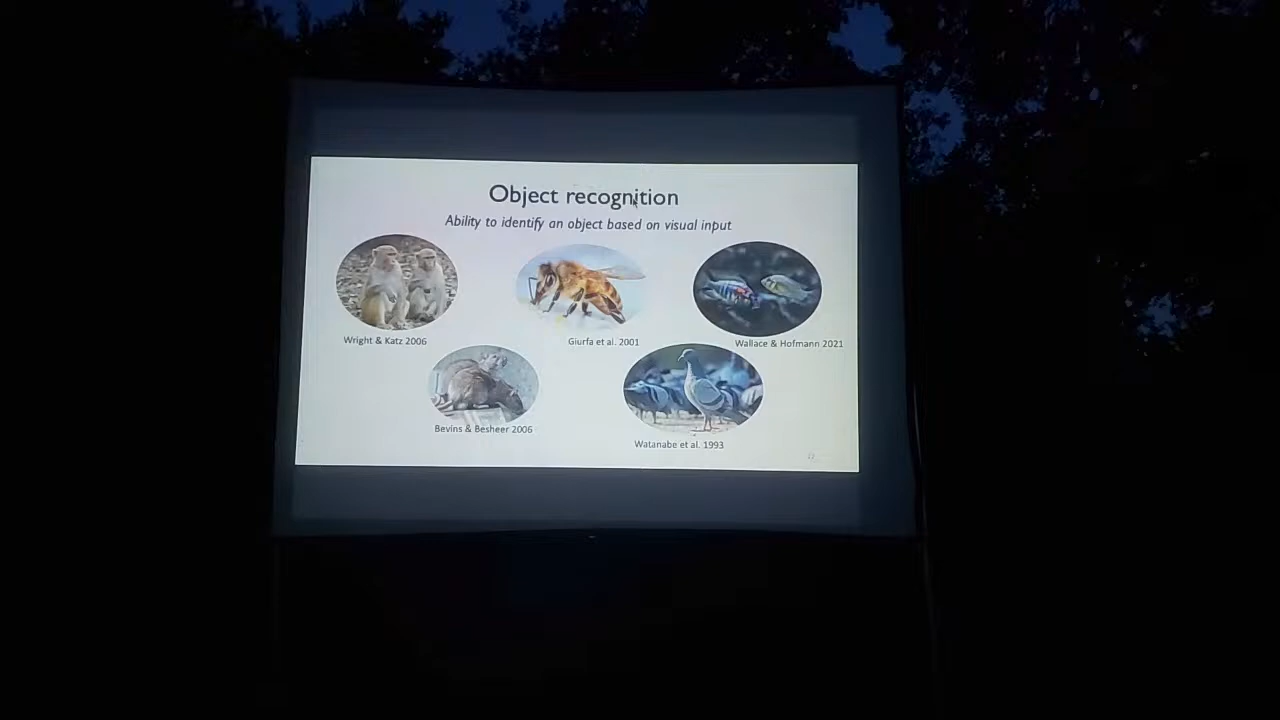 Object recognition
Ability to identify an object based on visual input
Wright & Katz 2006
Giurfa et al. 2001
Wallace & Hofmann 2021
Bevins & Besheer 2006
Watanabe et al. 1993